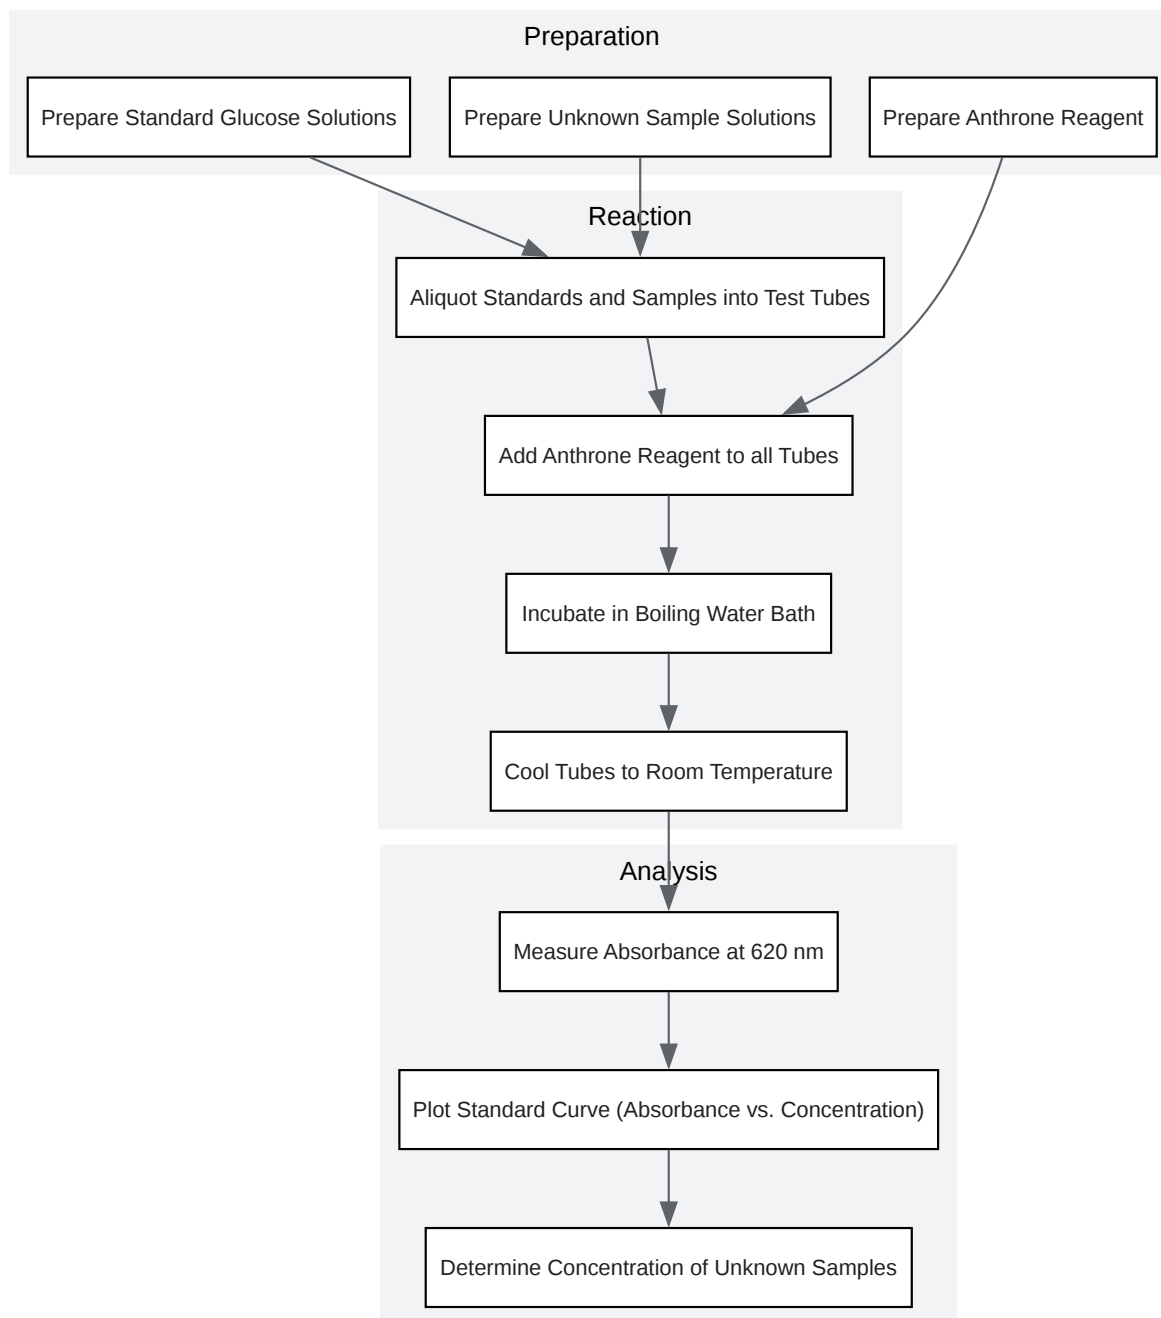 Preparation
Prepare Standard Glucose Solutions
Prepare Unknown Sample Solutions
Prepare Anthrone Reagent
Reaction
Aliquot Standards and Samples into Test Tubes
Add Anthrone Reagent to all Tubes
Incubate in Boiling Water Bath
Cool Tubes to Room Temperature
Analysis
Measure Absorbance at 620 nm
Plot Standard Curve (Absorbance vs. Concentration)
Determine Concentration of Unknown Samples